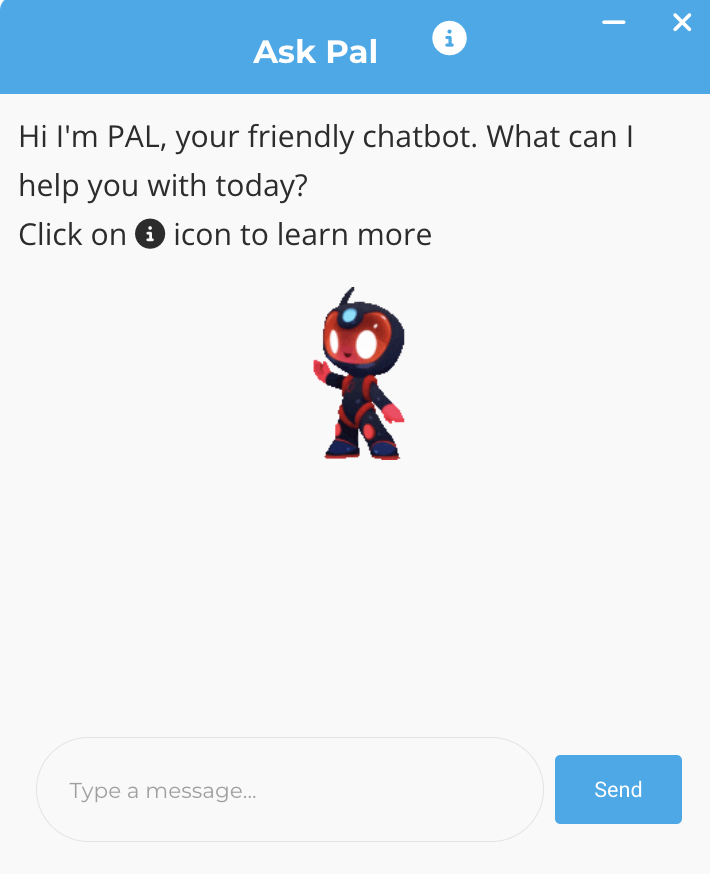 Ask Pal
Hi I'm PAL, your friendly chatbot. What can I
help you with today?
Click on i icon to learn more
Type a message...
Send